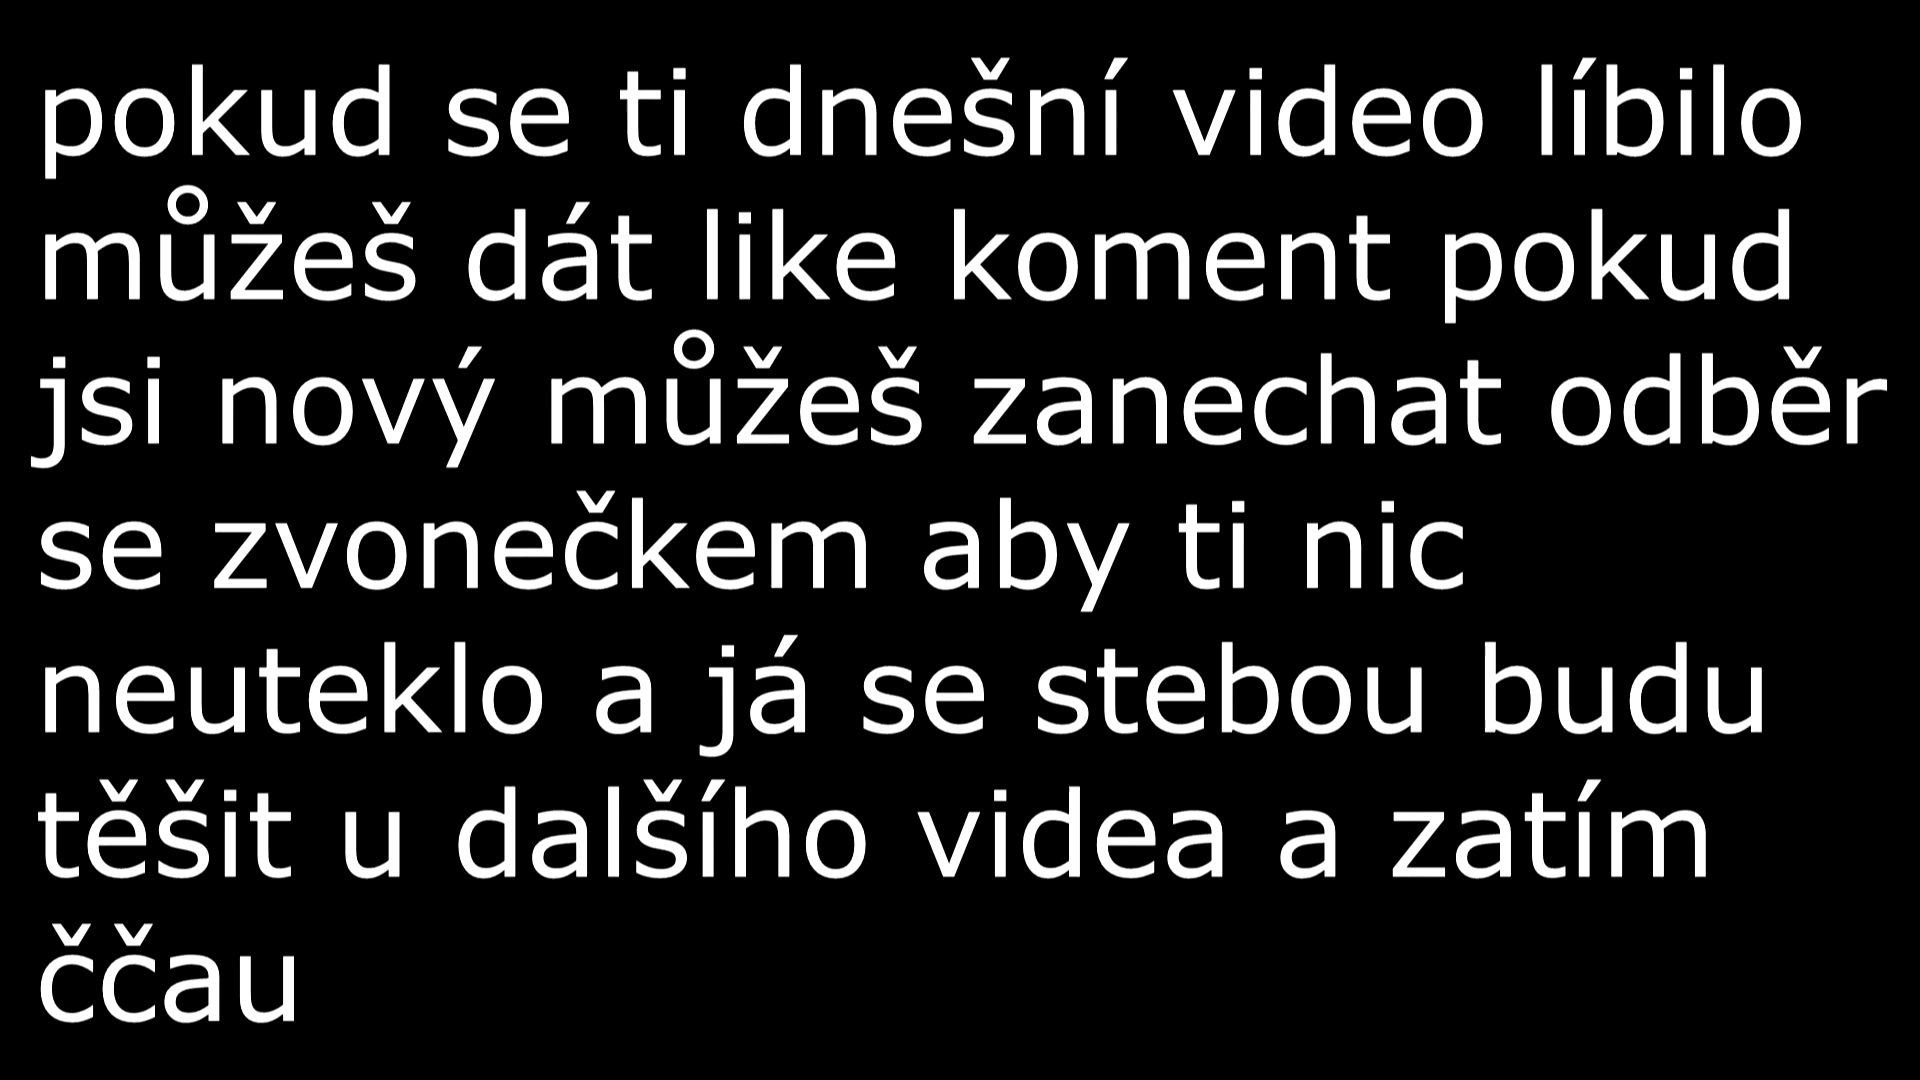 pokud se ti dnešní video líbilo
můžeš dát like koment pokud
jsi nový můžeš zanechat odběr
se zvonečkem aby ti nic
neuteklo a já se stebou budu
těšit u dalšího videa a zatím
ččau